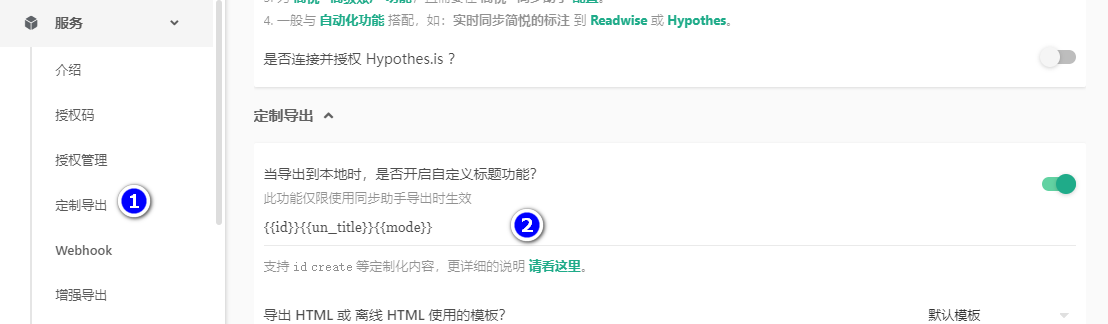 服务
介绍
授权码
授权管理
定制导出
1
Webhook
增强导出
4. 一般与 自动化功能 搭配，如：实时同步简悦的标注 到 Readwise 或 Hypothes。
是否连接并授权 Hypothes.is ？
定制导出
当导出到本地时，是否开启自定义标题功能？
此功能仅限使用同步助手导出时生效
{{id}}{{un_title}}{{mode}}
2
支持 id create 等定制化内容，更详细的说明 请看这里。
导出 HTML 或 离线 HTML 使用的模板？
默认模板